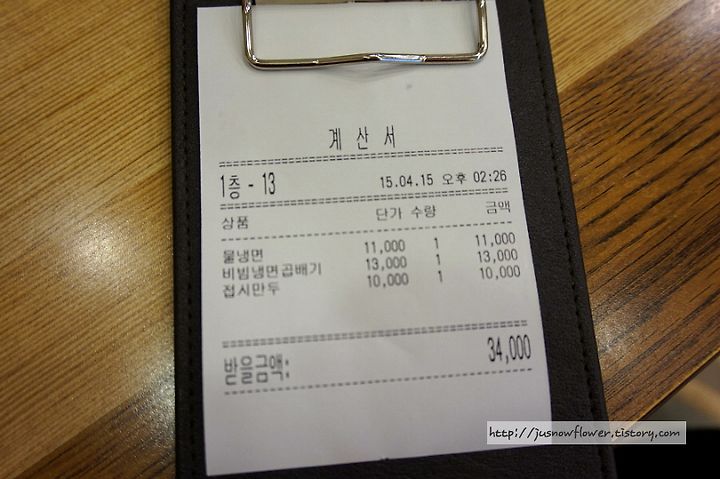 계 산 서
1층 - 13 15.04.15 오후 02:26
상품 단가 수량 금액
물냉면 11,000 1 11,000
비빔냉면곱배기 13,000 1 13,000
접시만두 10,000 1 10,000
받을금액: 34,000
http://jusnowflower.tistory.com